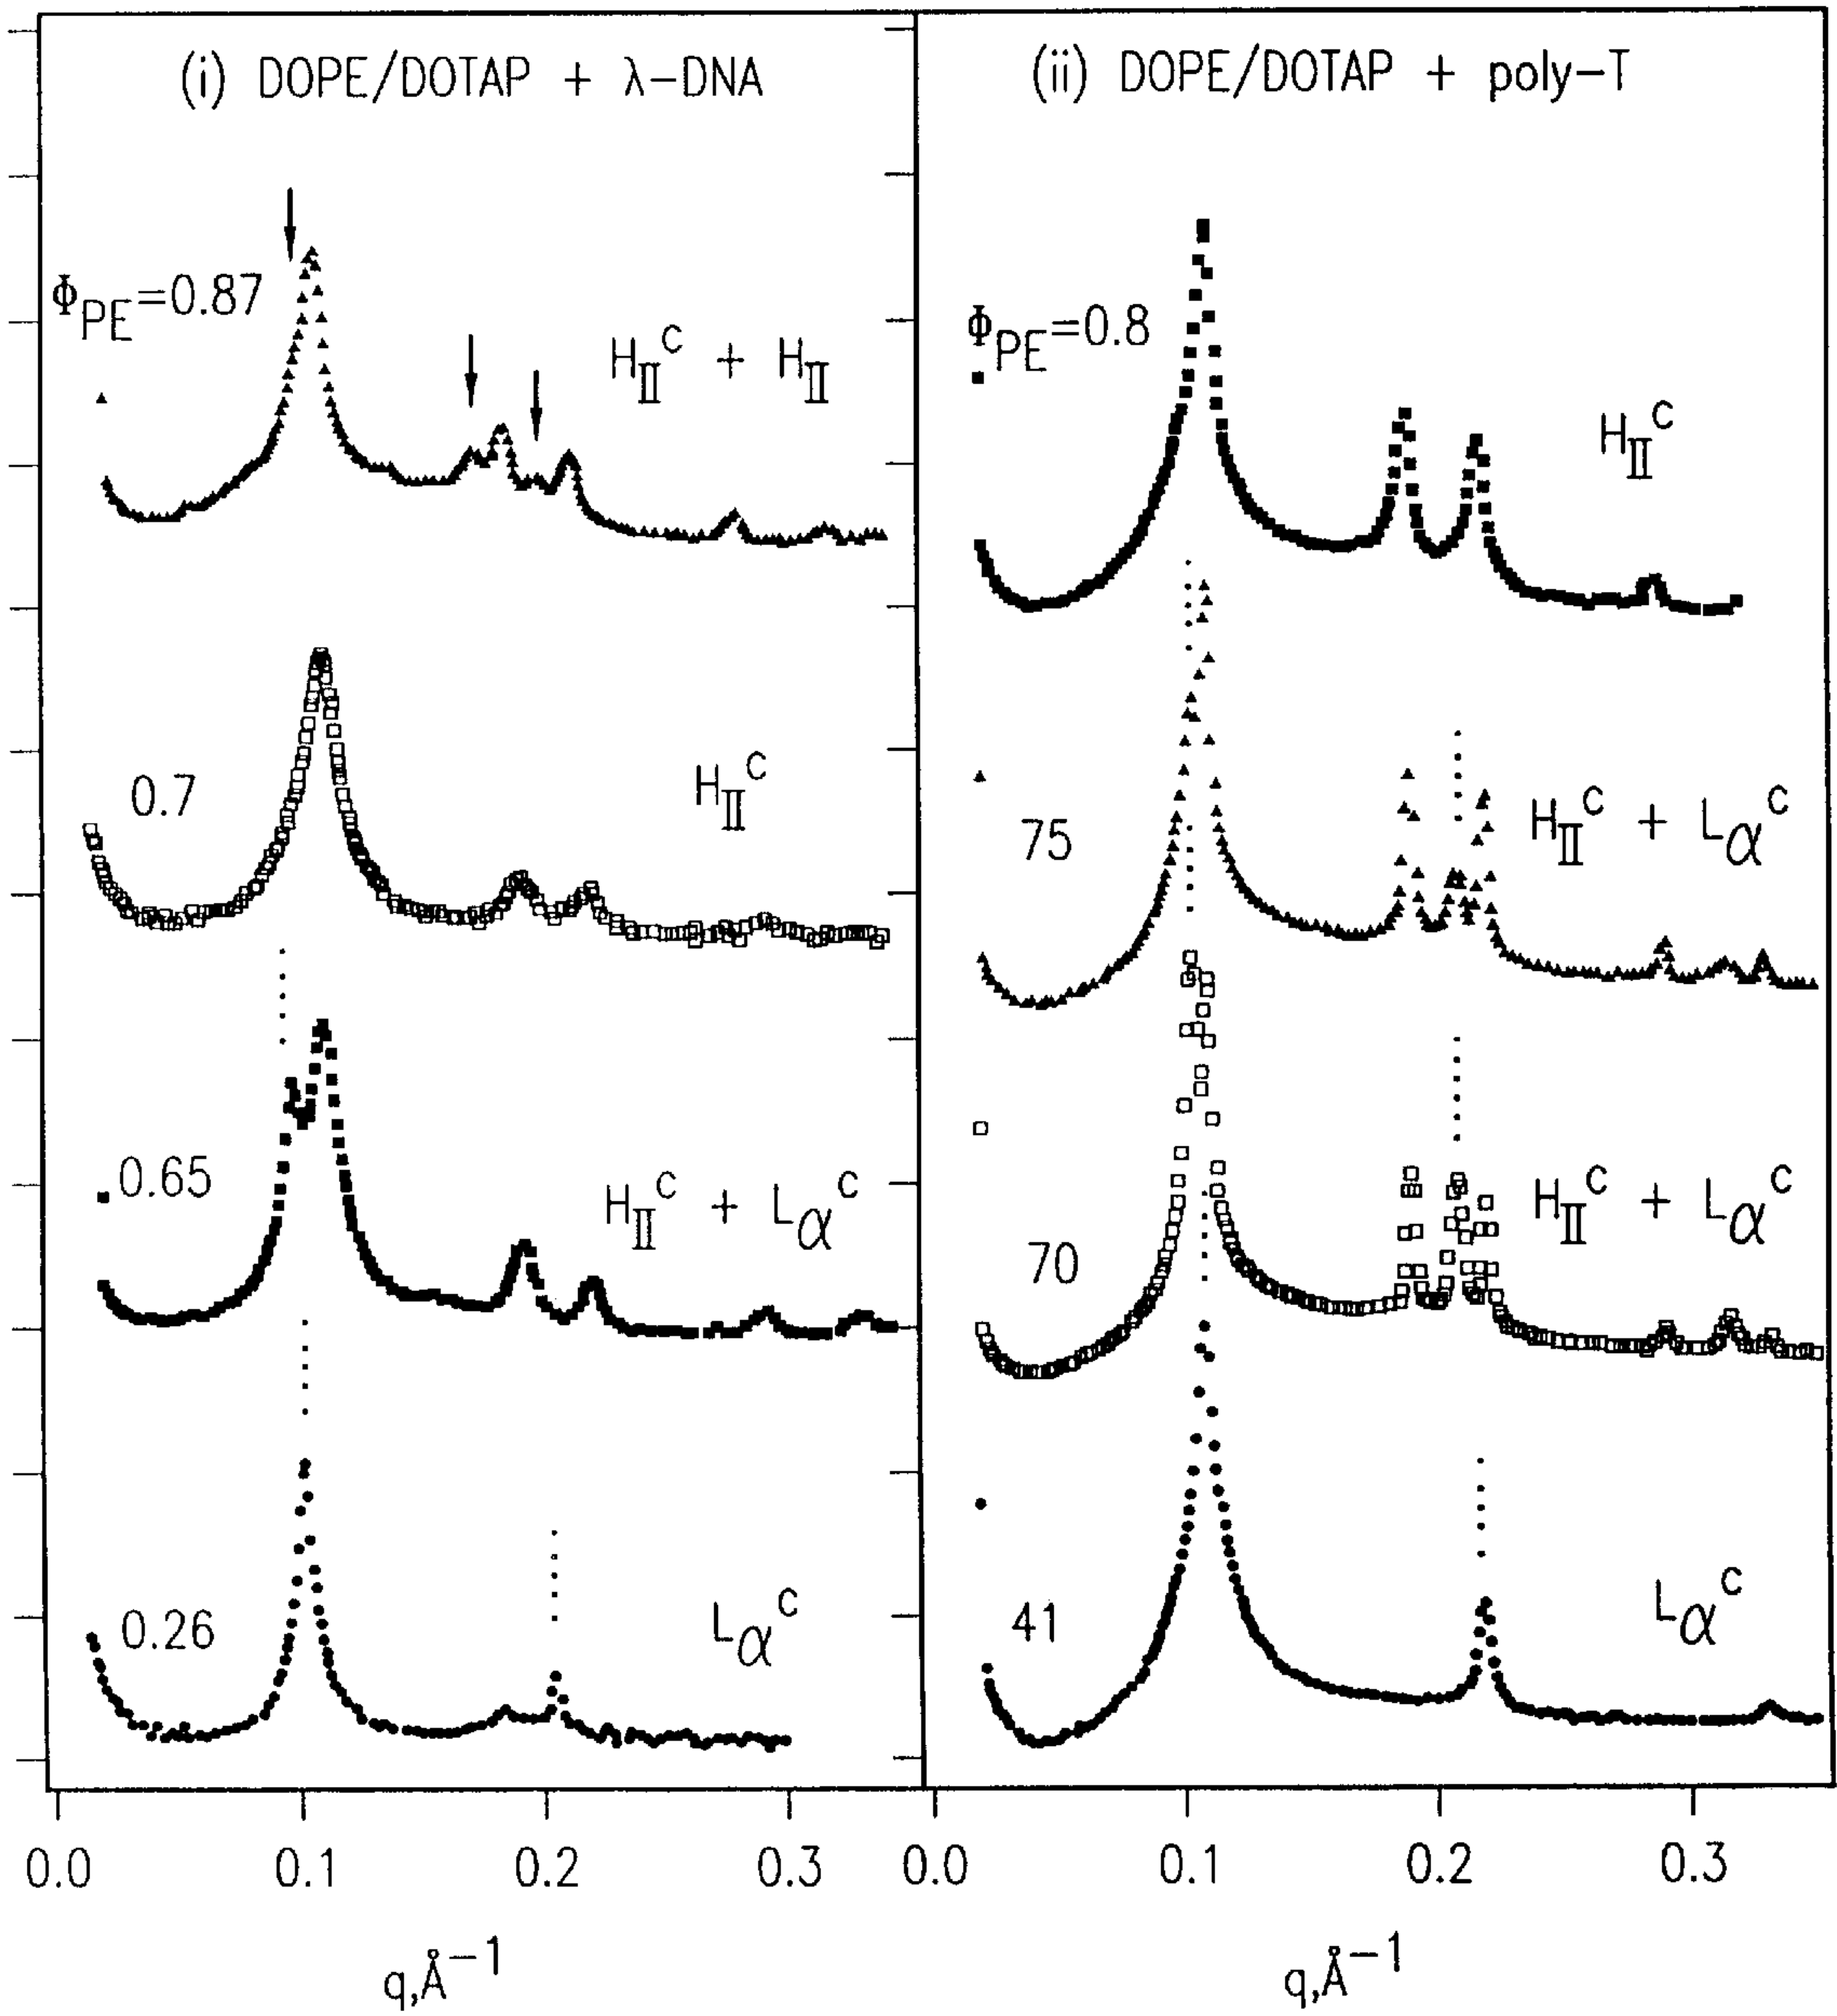 (i) DOPE/DOTAP + λ-DNA
Φ_PE=0.87
H_II^C + H_II
0.7
H_II^C
0.65
H_II^C + L_α^C
0.26
L_α^C
0.0 0.1 0.2 0.3
q,Å⁻¹
(ii) DOPE/DOTAP + poly-T
Φ_PE=0.8
H_II^C
75
H_II^C + L_α^C
70
H_II^C + L_α^C
41
L_α^C
0.0 0.1 0.2 0.3
q,Å⁻¹